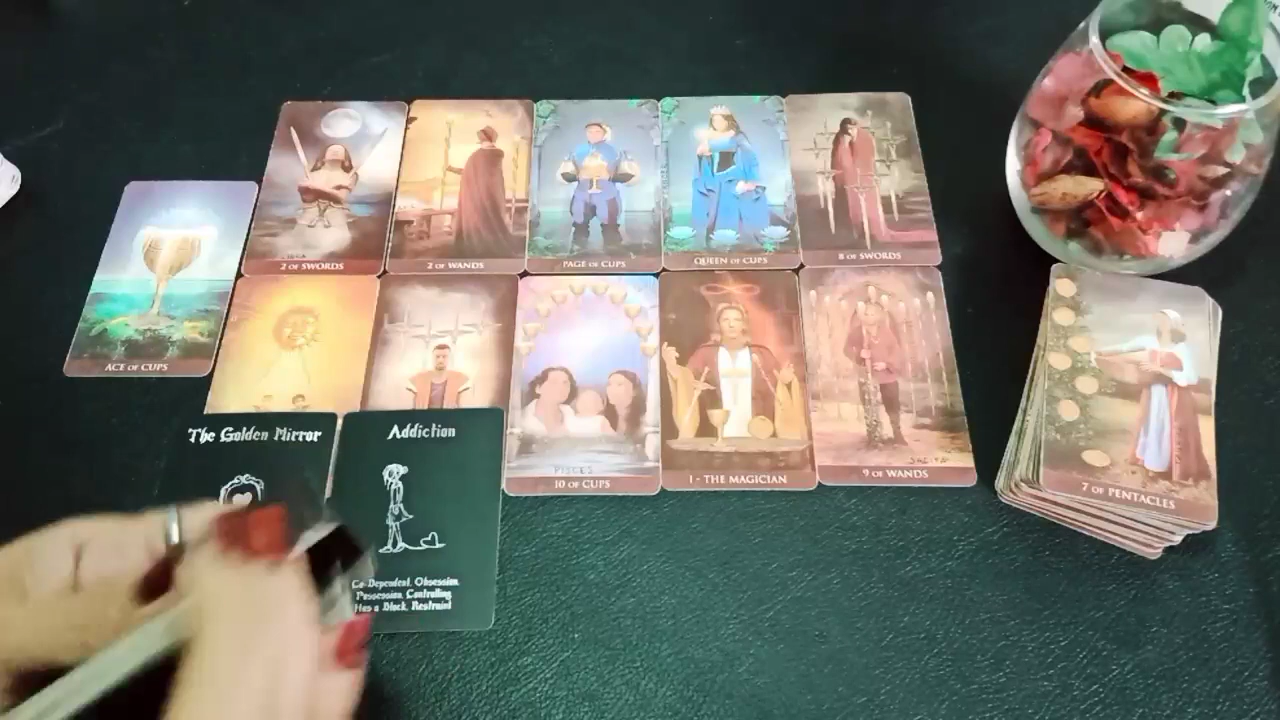 2 OF SWORDS
2 OF WANDS
PAGE OF CUPS
QUEEN OF CUPS
8 OF SWORDS
ACE OF CUPS
The Golden Mirror
Addiction
PISCES
10 OF CUPS
1 - THE MAGICIAN
9 OF WANDS
7 OF PENTACLES
Co-Dependent, Obsession,
Possession, Controlling,
Has a Block, Restraint